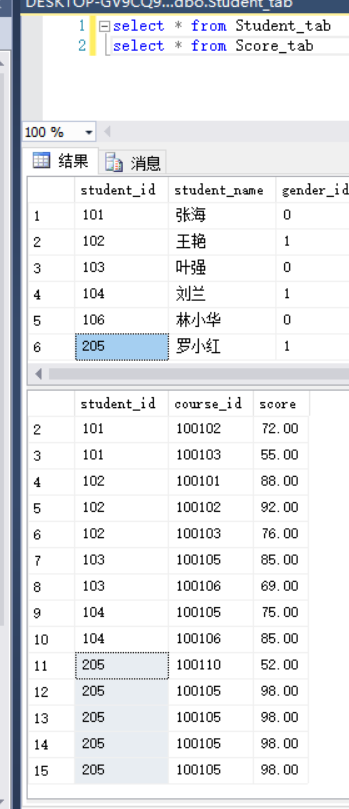 DESKTOP-GV9CQ9...dbo.Student_tab
1 select * from Student_tab
2 select * from Score_tab
100 %
结果 消息
student_id student_name gender_id
1 101 张海 0
2 102 王艳 1
3 103 叶强 0
4 104 刘兰 1
5 106 林小华 0
6 205 罗小红 1
student_id course_id score
2 101 100102 72.00
3 101 100103 55.00
4 102 100101 88.00
5 102 100102 92.00
6 102 100103 76.00
7 103 100105 85.00
8 103 100106 69.00
9 104 100105 75.00
10 104 100106 85.00
11 205 100110 52.00
12 205 100105 98.00
13 205 100105 98.00
14 205 100105 98.00
15 205 100105 98.00